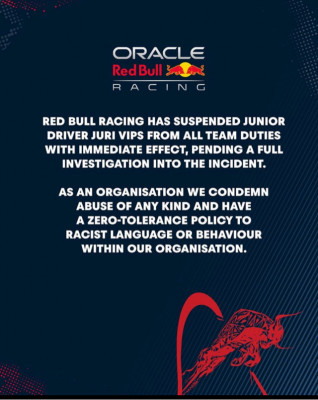 ORACLE
Red Bull
RACING
RED BULL RACING HAS SUSPENDED JUNIOR
DRIVER JURI VIPS FROM ALL TEAM DUTIES
WITH IMMEDIATE EFFECT, PENDING A FULL
INVESTIGATION INTO THE INCIDENT.
AS AN ORGANISATION WE CONDEMN
ABUSE OF ANY KIND AND HAVE
A ZERO-TOLERANCE POLICY TO
RACIST LANGUAGE OR BEHAVIOUR
WITHIN OUR ORGANISATION.